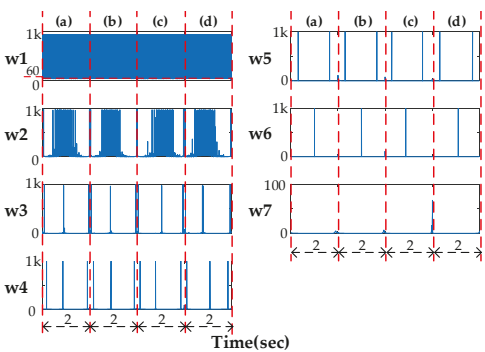 (a) (b) (c) (d)
w1 1k 60 0
w2 1k 0
w3 1k 0
w4 1k 0
2 2 2 2
(a) (b) (c) (d)
w5 1k 0
w6 1k 0
w7 100 0
2 2 2 2
Time(sec)